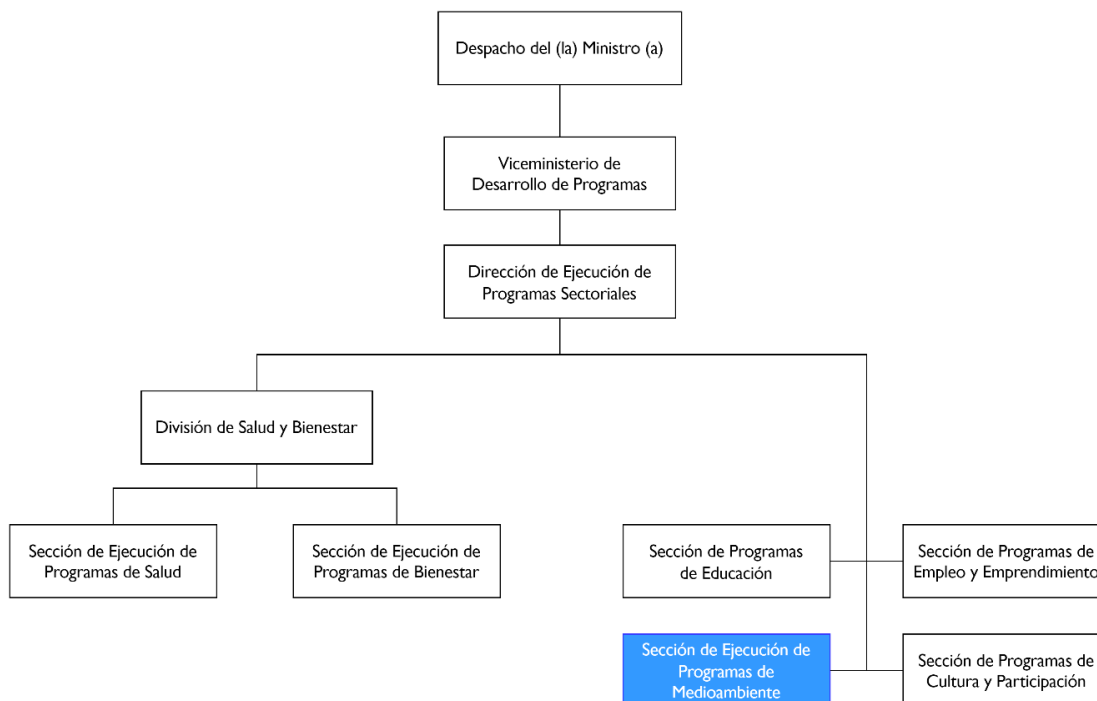 Despacho del (la) Ministro (a)
Viceministerio de
Desarrollo de Programas
Dirección de Ejecución de
Programas Sectoriales
División de Salud y Bienestar
Sección de Ejecución de
Programas de Salud
Sección de Ejecución de
Programas de Bienestar
Sección de Programas
de Educación
Sección de Programas de
Empleo y Emprendimiento
Sección de Ejecución de
Programas de
Medioambiente
Sección de Programas de
Cultura y Participación